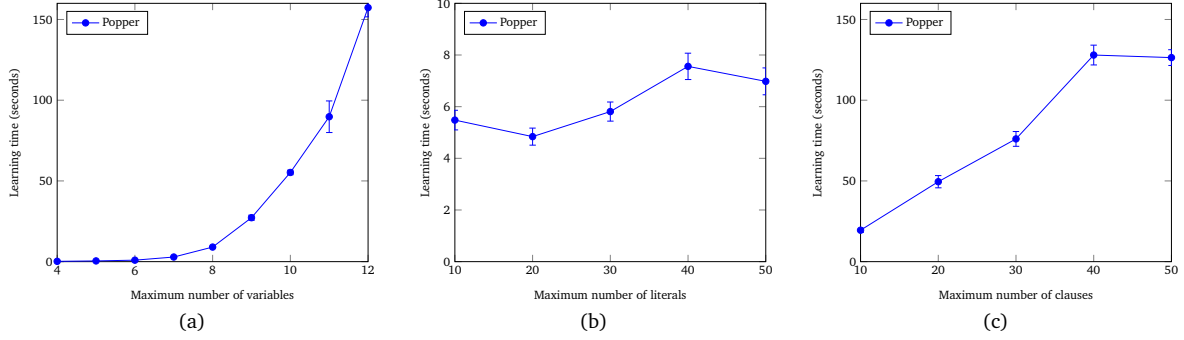 150
100
50
0
4
6
8
10
12
Learning time (seconds)
Maximum number of variables
Popper
(a)
10
8
6
4
2
0
10
20
30
40
50
Learning time (seconds)
Maximum number of literals
Popper
(b)
150
100
50
0
10
20
30
40
50
Learning time (seconds)
Maximum number of clauses
Popper
(c)